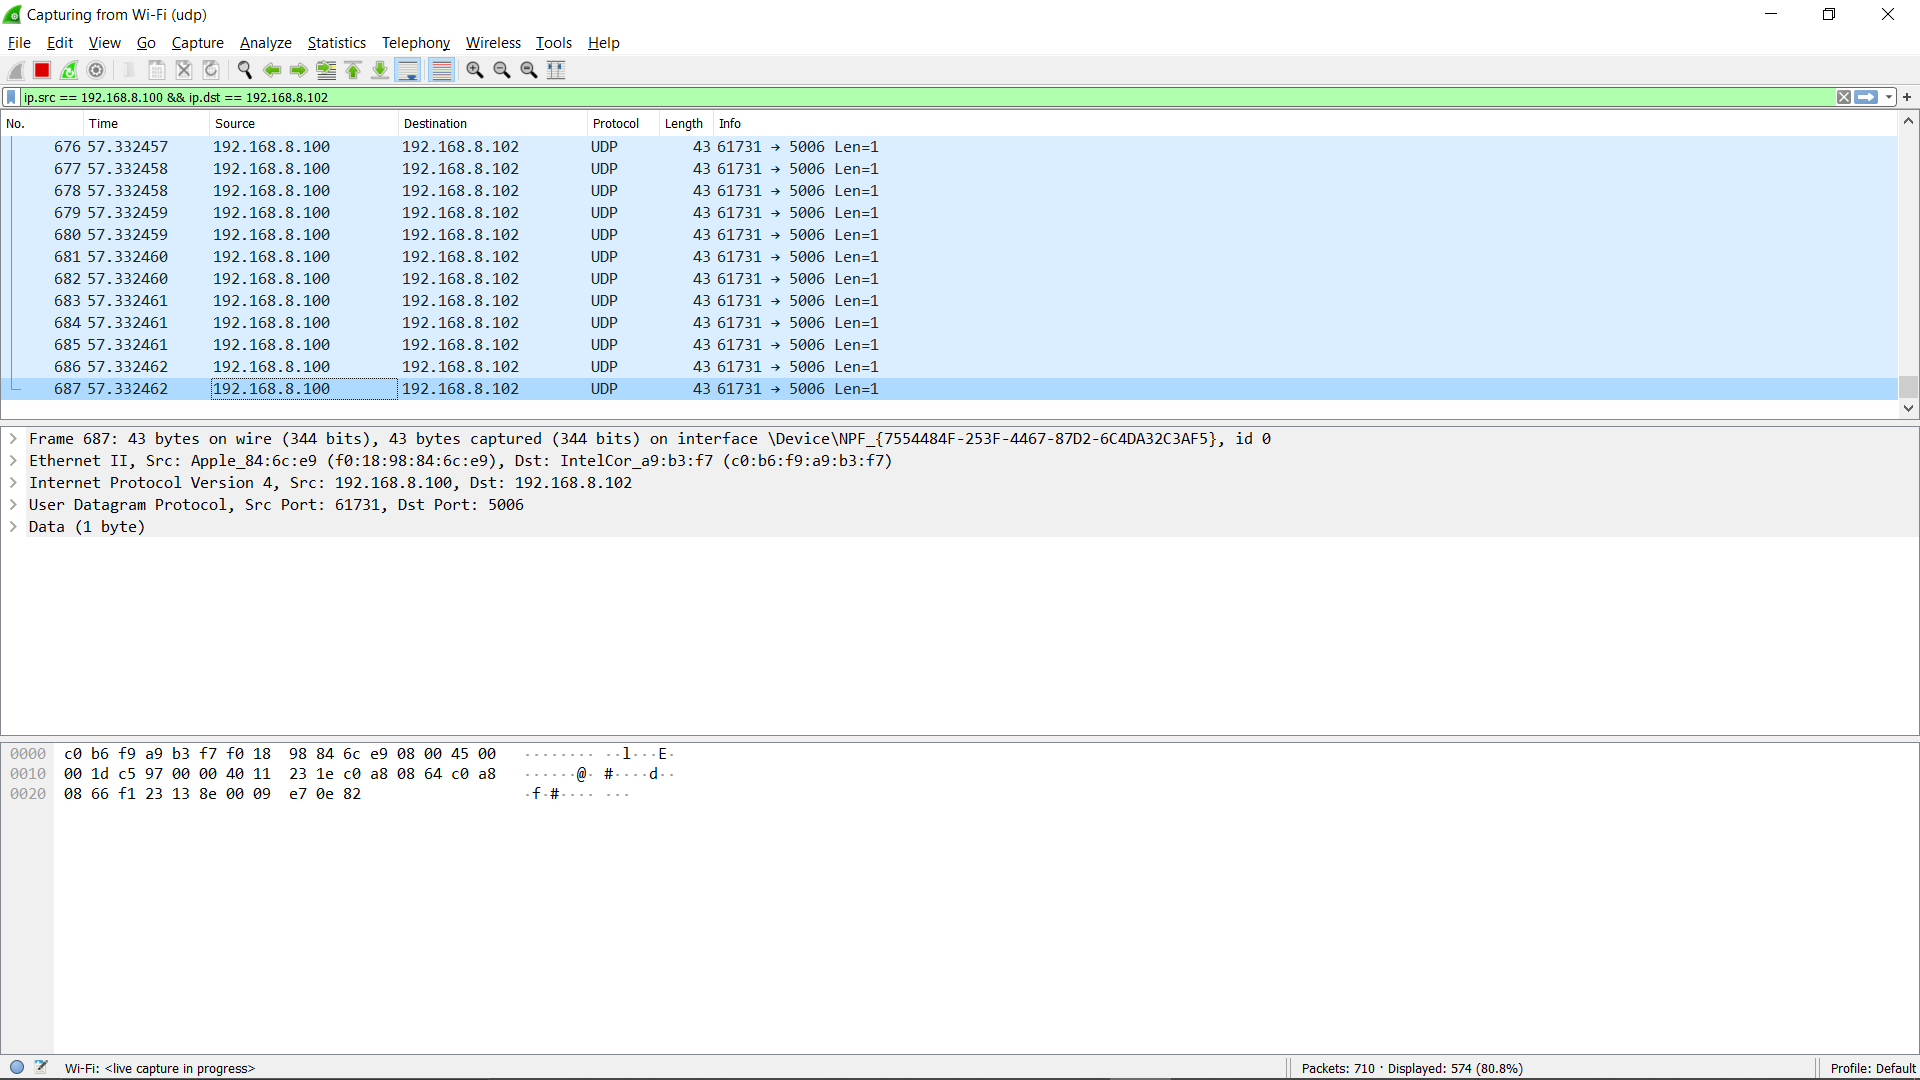 Capturing from Wi-Fi (udp)
File Edit View Go Capture Analyze Statistics Telephony Wireless Tools Help
ip.src == 192.168.8.100 && ip.dst == 192.168.8.102
No. Time Source Destination Protocol Length Info
676 57.332457 192.168.8.100 192.168.8.102 UDP 43 61731 → 5006 Len=1
677 57.332458 192.168.8.100 192.168.8.102 UDP 43 61731 → 5006 Len=1
678 57.332458 192.168.8.100 192.168.8.102 UDP 43 61731 → 5006 Len=1
679 57.332459 192.168.8.100 192.168.8.102 UDP 43 61731 → 5006 Len=1
680 57.332459 192.168.8.100 192.168.8.102 UDP 43 61731 → 5006 Len=1
681 57.332460 192.168.8.100 192.168.8.102 UDP 43 61731 → 5006 Len=1
682 57.332460 192.168.8.100 192.168.8.102 UDP 43 61731 → 5006 Len=1
683 57.332461 192.168.8.100 192.168.8.102 UDP 43 61731 → 5006 Len=1
684 57.332461 192.168.8.100 192.168.8.102 UDP 43 61731 → 5006 Len=1
685 57.332461 192.168.8.100 192.168.8.102 UDP 43 61731 → 5006 Len=1
686 57.332462 192.168.8.100 192.168.8.102 UDP 43 61731 → 5006 Len=1
687 57.332462 192.168.8.100 192.168.8.102 UDP 43 61731 → 5006 Len=1
Frame 687: 43 bytes on wire (344 bits), 43 bytes captured (344 bits) on interface \Device\NPF_{7554484F-253F-4467-87D2-6C4DA32C3AF5}, id 0
Ethernet II, Src: Apple_84:6c:e9 (f0:18:98:84:6c:e9), Dst: IntelCor_a9:b3:f7 (c0:b6:f9:a9:b3:f7)
Internet Protocol Version 4, Src: 192.168.8.100, Dst: 192.168.8.102
User Datagram Protocol, Src Port: 61731, Dst Port: 5006
Data (1 byte)
0000 c0 b6 f9 a9 b3 f7 f0 18 98 84 6c e9 08 00 45 00 ········ ··l···E·
0010 00 1d c5 97 00 00 40 11 23 1e c0 a8 08 64 c0 a8 ······@· #····d··
0020 08 66 f1 23 13 8e 00 09 e7 0e 82 ·f·#···· ···
Wi-Fi: <live capture in progress> Packets: 710 · Displayed: 574 (80.8%) Profile: Default